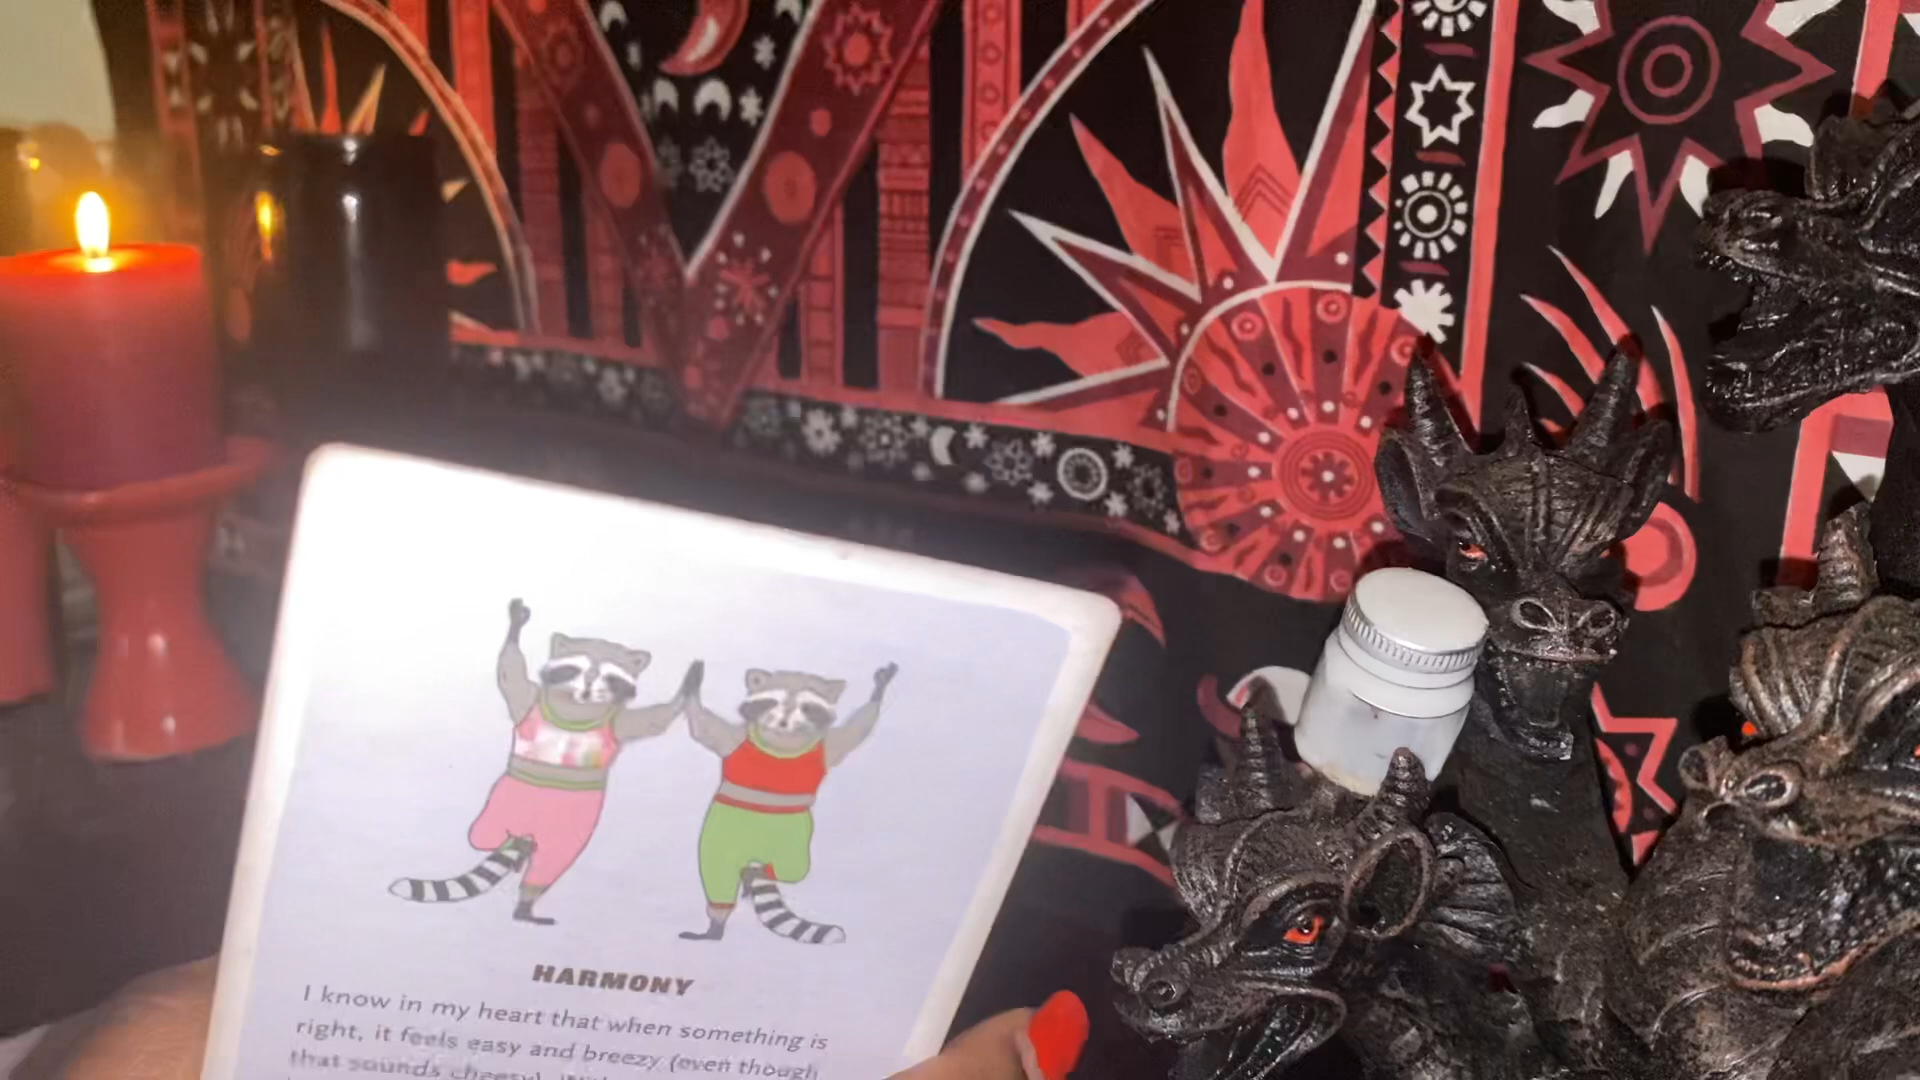 HARMONY
I know in my heart that when something is
right, it feels easy and breezy (even though
that sounds cheesy).